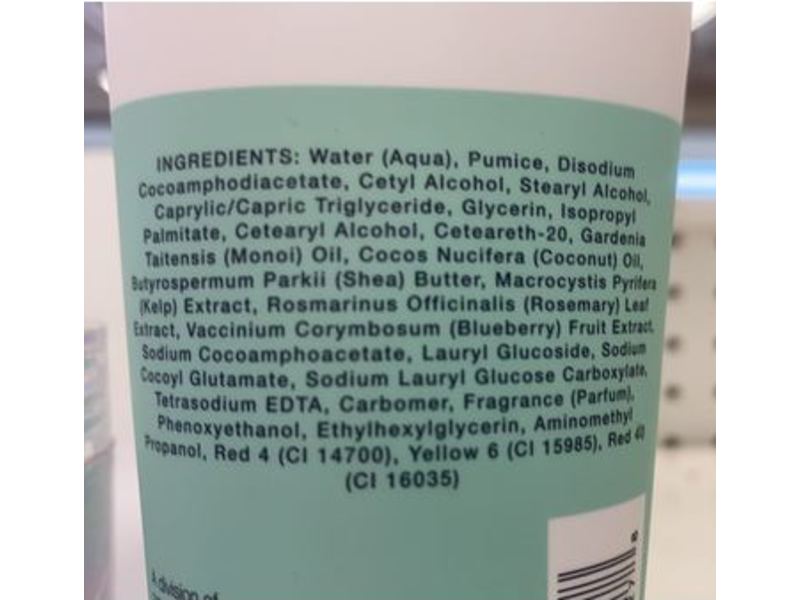 INGREDIENTS: Water (Aqua), Pumice, Disodium
Cocoamphodiacetate, Cetyl Alcohol, Stearyl Alcohol,
Caprylic/Capric Triglyceride, Glycerin, Isopropyl
Palmitate, Cetearyl Alcohol, Ceteareth-20, Gardenia
Taitensis (Monoi) Oil, Cocos Nucifera (Coconut) Oil,
Butyrospermum Parkii (Shea) Butter, Macrocystis Pyrifera
(Kelp) Extract, Rosmarinus Officinalis (Rosemary) Leaf
Extract, Vaccinium Corymbosum (Blueberry) Fruit Extract,
Sodium Cocoamphoacetate, Lauryl Glucoside, Sodium
Cocoyl Glutamate, Sodium Lauryl Glucose Carboxylate,
Tetrasodium EDTA, Carbomer, Fragrance (Parfum),
Phenoxyethanol, Ethylhexylglycerin, Aminomethyl
Propanol, Red 4 (CI 14700), Yellow 6 (CI 15985), Red 40
(CI 16035)
A division of